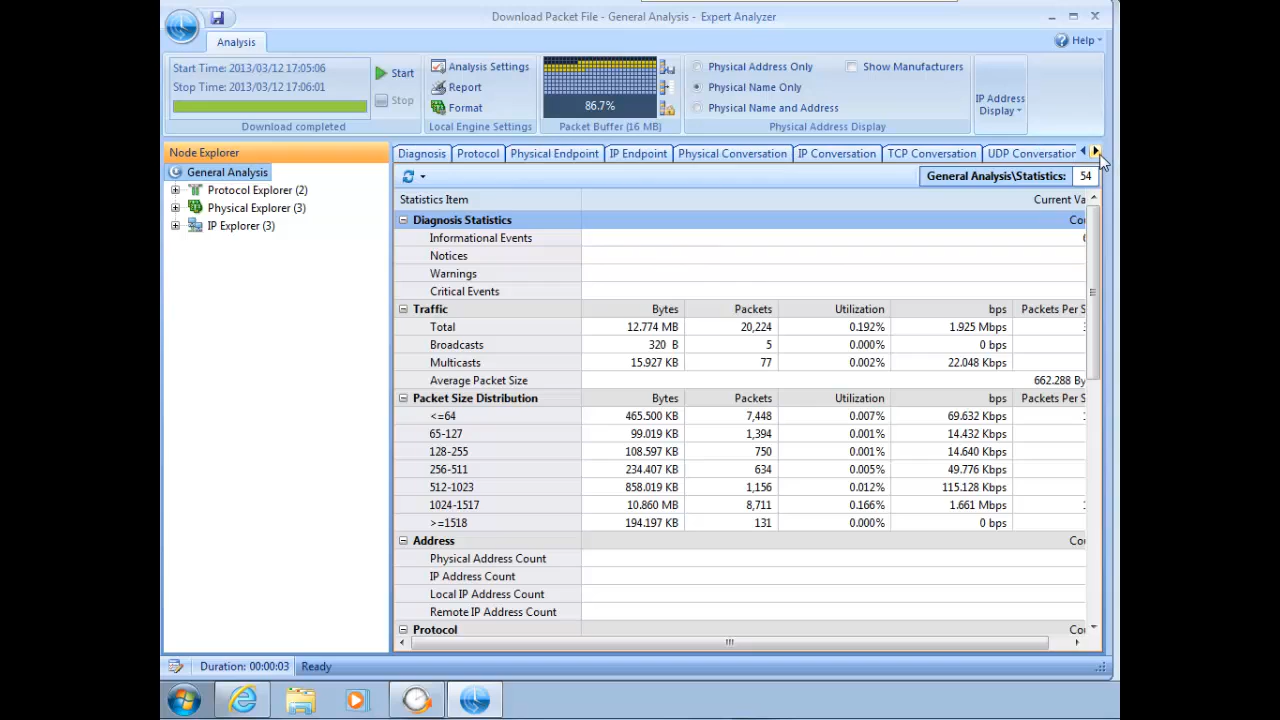 Download Packet File - General Analysis - Expert Analyzer
Analysis
Help
Start Time: 2013/03/12 17:05:06
Stop Time: 2013/03/12 17:06:01
Download completed
Start
Stop
Analysis Settings
Report
Format
Local Engine Settings
86.7%
Packet Buffer (16 MB)
Physical Address Only
Physical Name Only
Physical Name and Address
Show Manufacturers
Physical Address Display
IP Address
Display
Node Explorer
General Analysis
Protocol Explorer (2)
Physical Explorer (3)
IP Explorer (3)
Diagnosis Protocol Physical Endpoint IP Endpoint Physical Conversation IP Conversation TCP Conversation UDP Conversation
General Analysis\Statistics: 54
Statistics Item Current Va
Diagnosis Statistics Cou
Informational Events
Notices
Warnings
Critical Events
Traffic Bytes Packets Utilization bps Packets Per S
Total 12.774 MB 20,224 0.192% 1.925 Mbps
Broadcasts 320 B 5 0.000% 0 bps
Multicasts 15.927 KB 77 0.002% 22.048 Kbps
Average Packet Size 662.288 By
Packet Size Distribution Bytes Packets Utilization bps Packets Per S
<=64 465.500 KB 7,448 0.007% 69.632 Kbps
65-127 99.019 KB 1,394 0.001% 14.432 Kbps
128-255 108.597 KB 750 0.001% 14.640 Kbps
256-511 234.407 KB 634 0.005% 49.776 Kbps
512-1023 858.019 KB 1,156 0.012% 115.128 Kbps
1024-1517 10.860 MB 8,711 0.166% 1.661 Mbps
>=1518 194.197 KB 131 0.000% 0 bps
Address Cou
Physical Address Count
IP Address Count
Local IP Address Count
Remote IP Address Count
Protocol Cou
Duration: 00:00:03 Ready